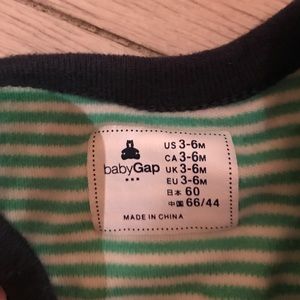 babyGap
US 3-6M
CA 3-6M
UK 3-6M
EU 3-6M
日本 60
中国 66/44
MADE IN CHINA